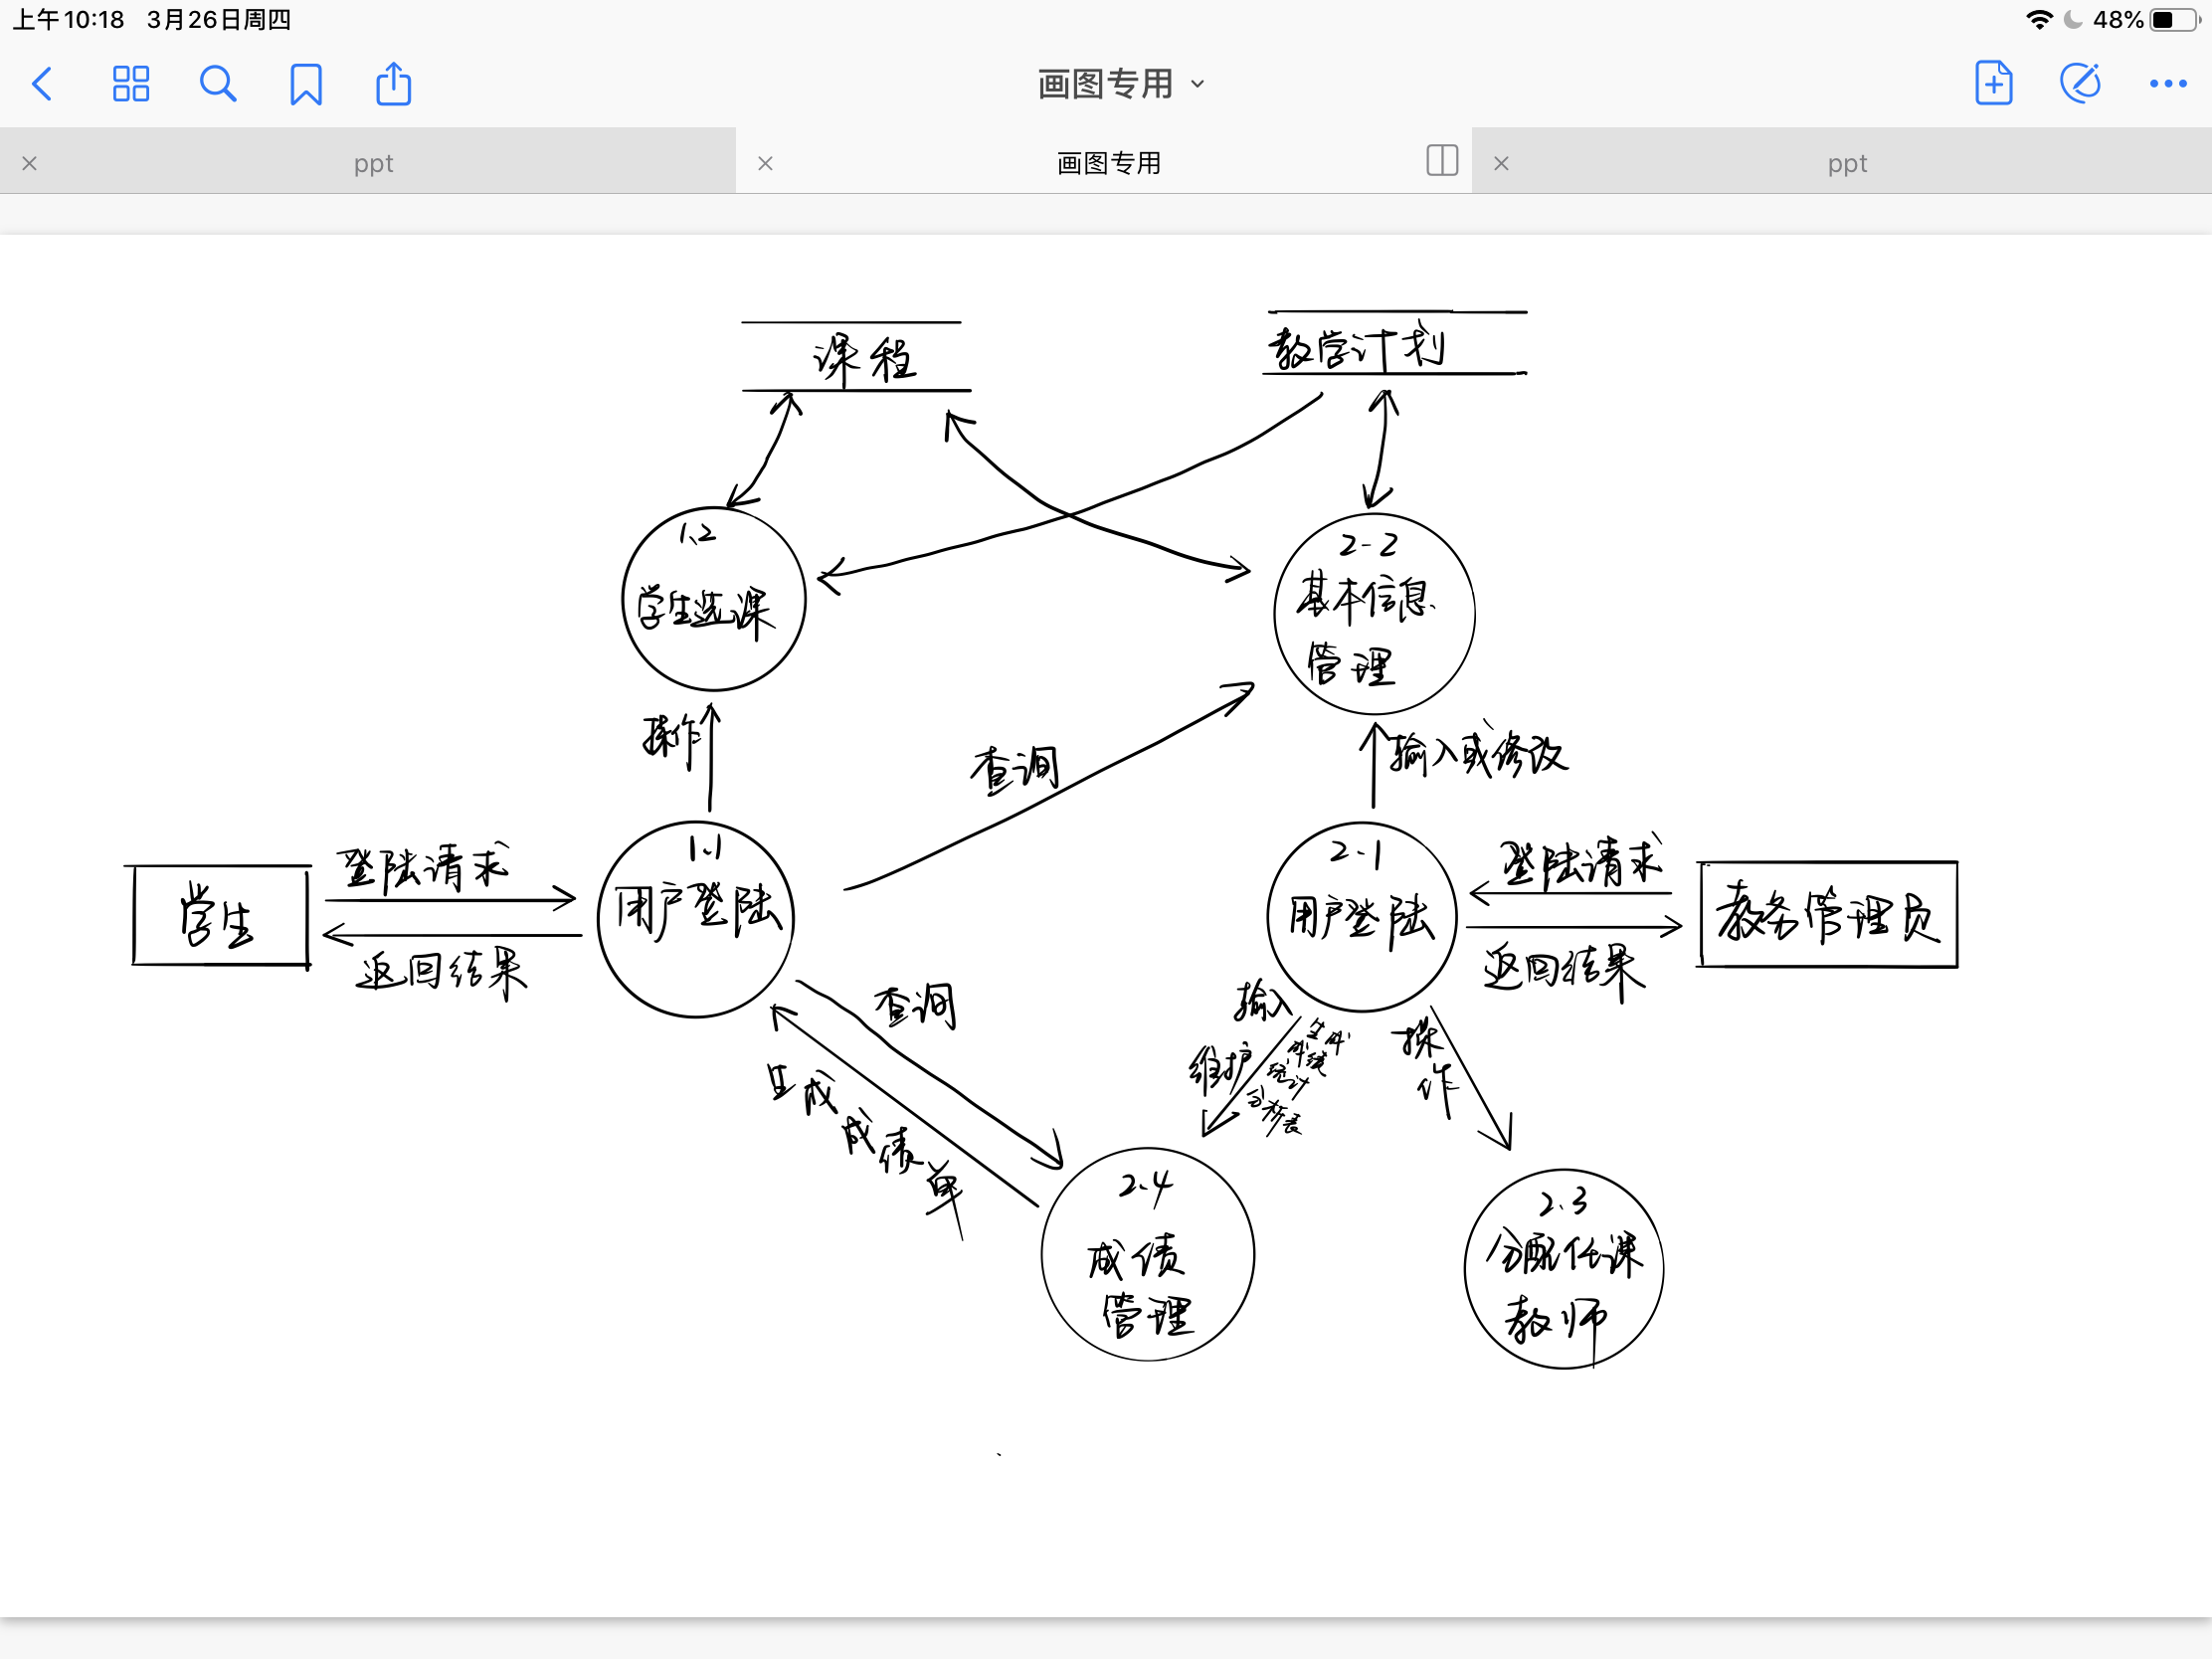 上午10:18 3月26日周四
48%
画图专用
ppt
画图专用
ppt
课程
教学计划
1.2
学生选课
2-2
基本信息
管理
操作
查询
输入或修改
学生
登陆请求
返回结果
1.1
用户登陆
2-1
用户登陆
登陆请求
返回结果
教务管理员
查询
生成成绩单
输入
维护
生成
成绩
统计
分析表
操作
2.4
成绩
管理
2.3
分配任课
教师